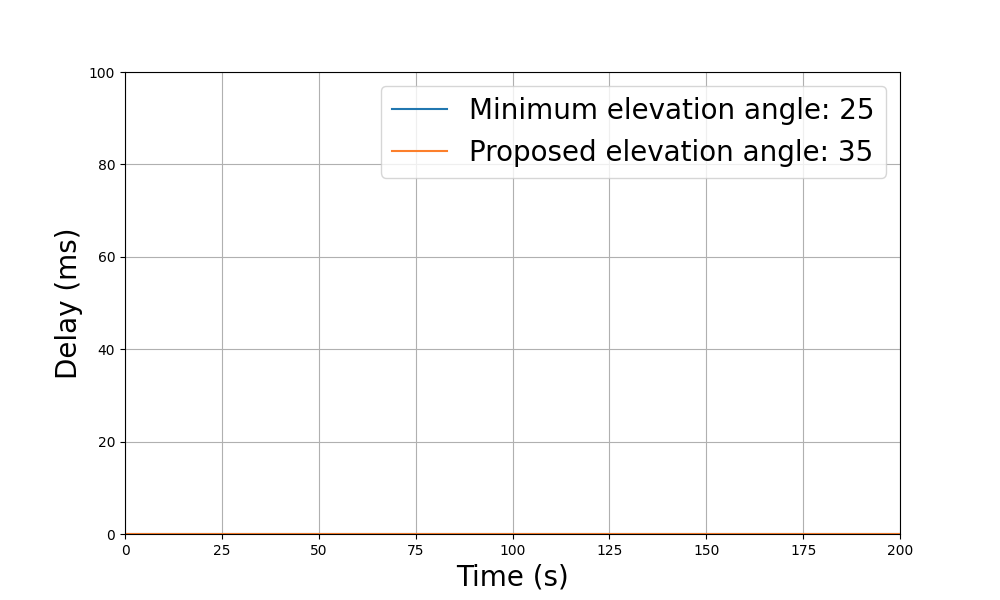 100
80
60
40
20
0
Delay (ms)
Minimum elevation angle: 25
Proposed elevation angle: 35
0 25 50 75 100 125 150 175 200
Time (s)